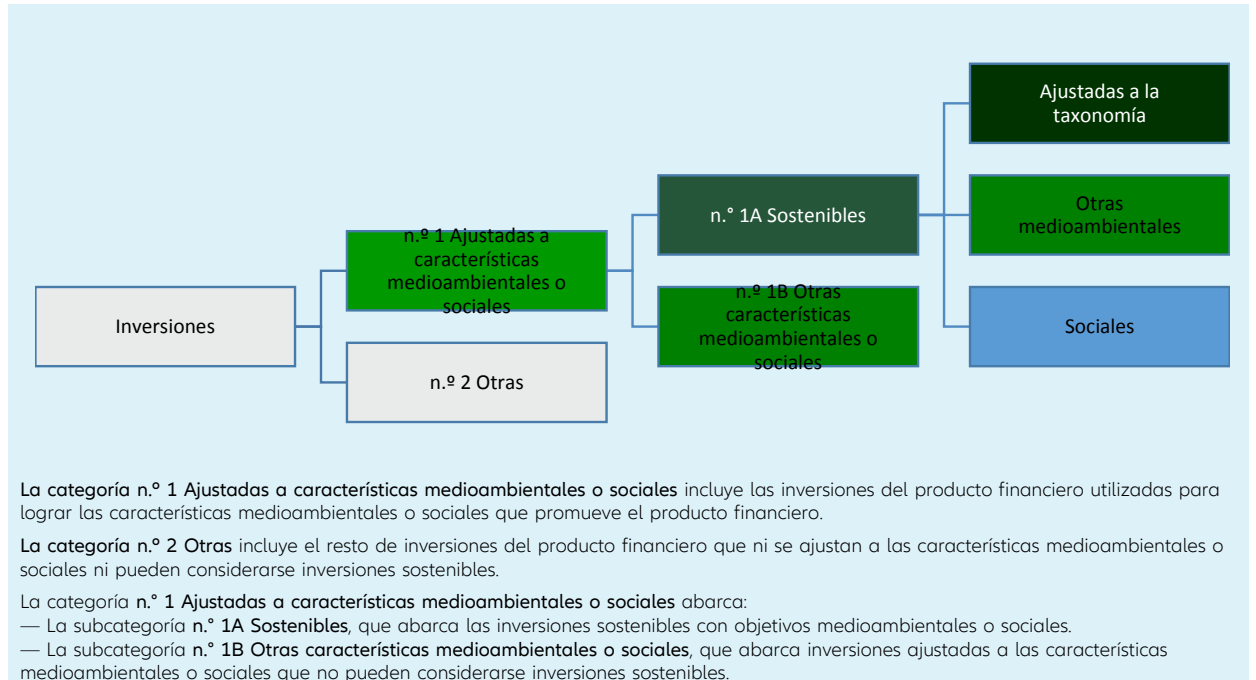 Ajustadas a la
taxonomía
n.° 1A Sostenibles
Otras
medioambientales
n.º 1 Ajustadas a
características
medioambientales o
sociales
n.º 1B Otras
características
medioambientales o
sociales
Inversiones
Sociales
n.º 2 Otras
La categoría n.º 1 Ajustadas a características medioambientales o sociales incluye las inversiones del producto financiero utilizadas para
lograr las características medioambientales o sociales que promueve el producto financiero.
La categoría n.º 2 Otras incluye el resto de inversiones del producto financiero que ni se ajustan a las características medioambientales o
sociales ni pueden considerarse inversiones sostenibles.
La categoría n.° 1 Ajustadas a características medioambientales o sociales abarca:
— La subcategoría n.° 1A Sostenibles, que abarca las inversiones sostenibles con objetivos medioambientales o sociales.
— La subcategoría n.° 1B Otras características medioambientales o sociales, que abarca inversiones ajustadas a las características
medioambientales o sociales que no pueden considerarse inversiones sostenibles.